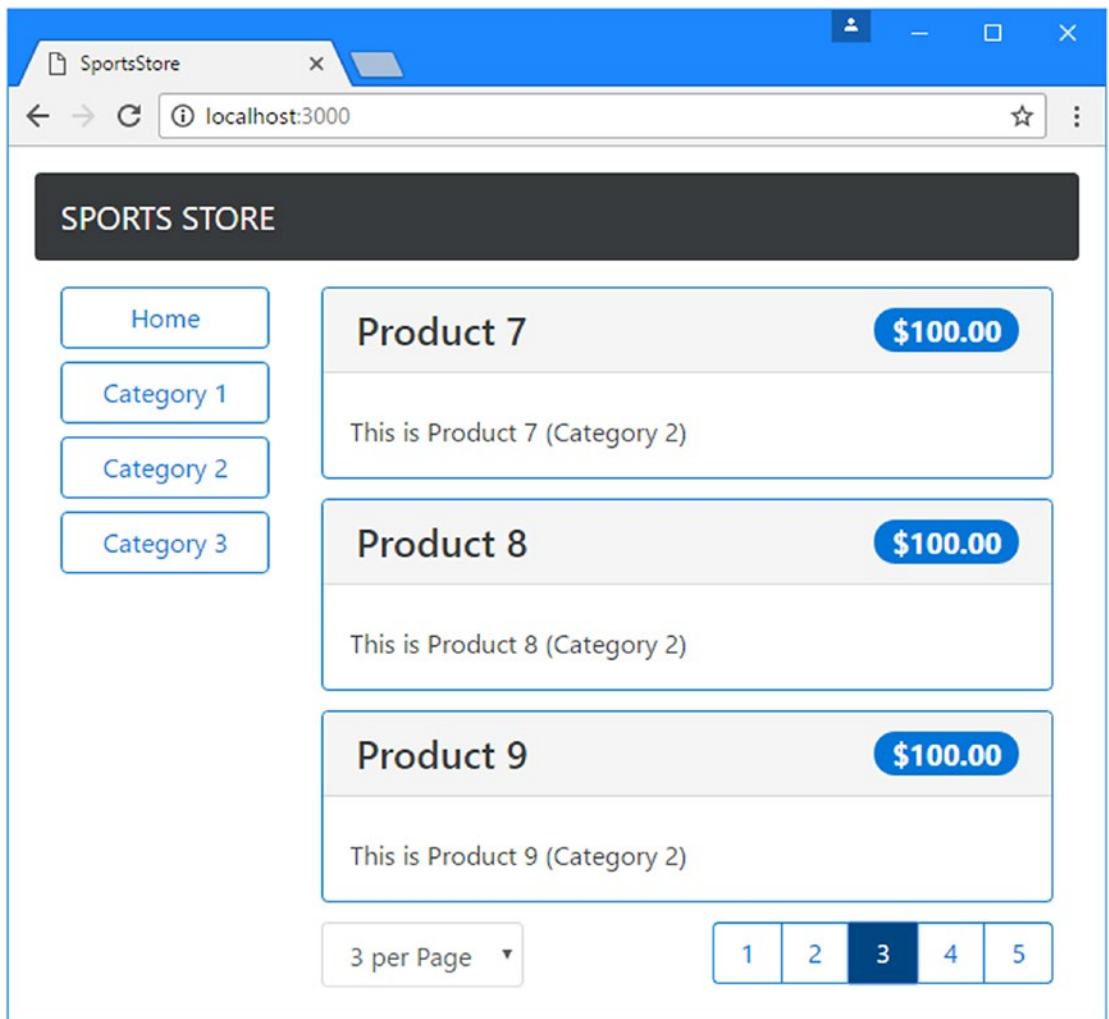 SportsStore
localhost:3000
SPORTS STORE
Home
Category 1
Category 2
Category 3
Product 7 $100.00
This is Product 7 (Category 2)
Product 8 $100.00
This is Product 8 (Category 2)
Product 9 $100.00
This is Product 9 (Category 2)
3 per Page 1 2 3 4 5